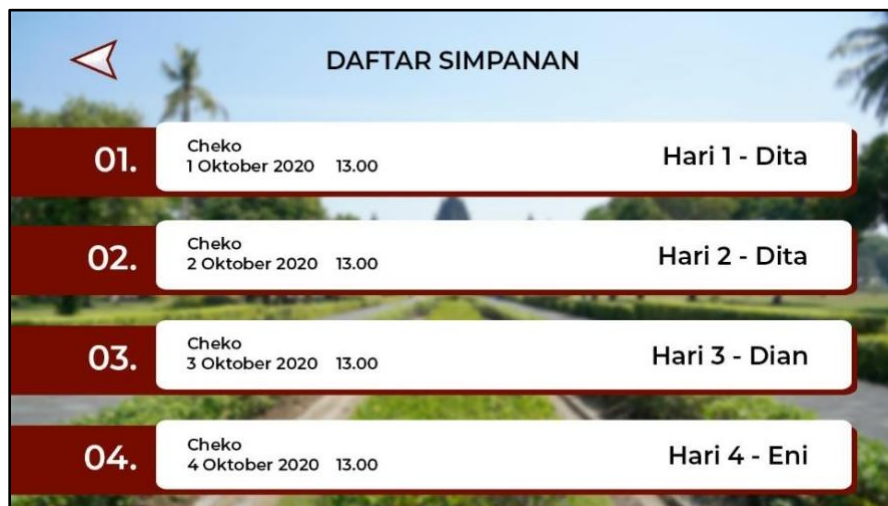 DAFTAR SIMPANAN
01.
Cheko
1 Oktober 2020 13.00
Hari 1 - Dita
02.
Cheko
2 Oktober 2020 13.00
Hari 2 - Dita
03.
Cheko
3 Oktober 2020 13.00
Hari 3 - Dian
04.
Cheko
4 Oktober 2020 13.00
Hari 4 - Eni